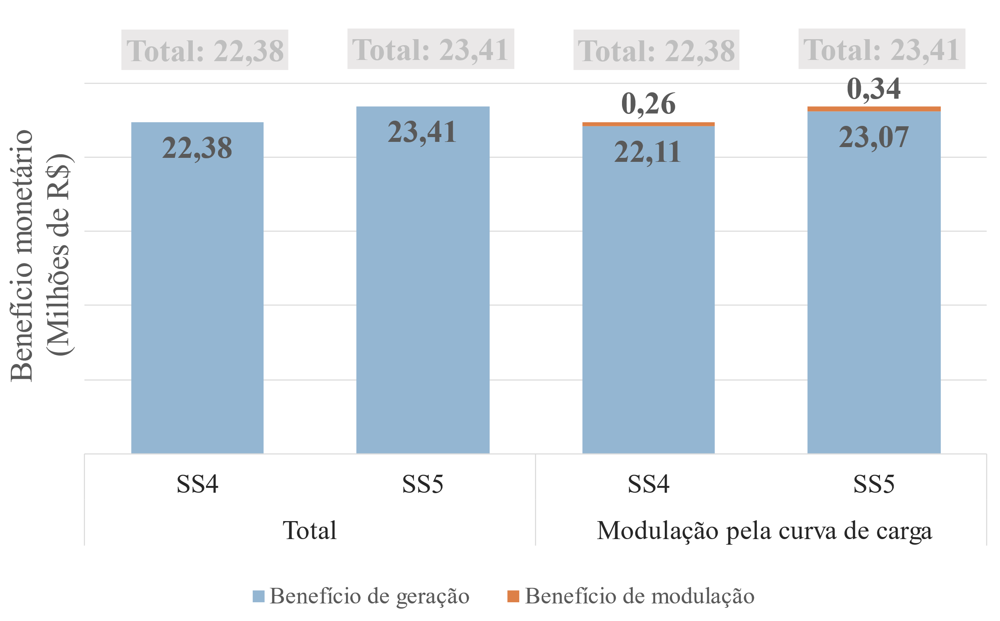 Total: 22,38
Total: 23,41
Total: 22,38
Total: 23,41
Benefício monetário
(Milhões de R$)
22,38
23,41
0,26
22,11
0,34
23,07
SS4
SS5
SS4
SS5
Total
Modulação pela curva de carga
Benefício de geração
Benefício de modulação